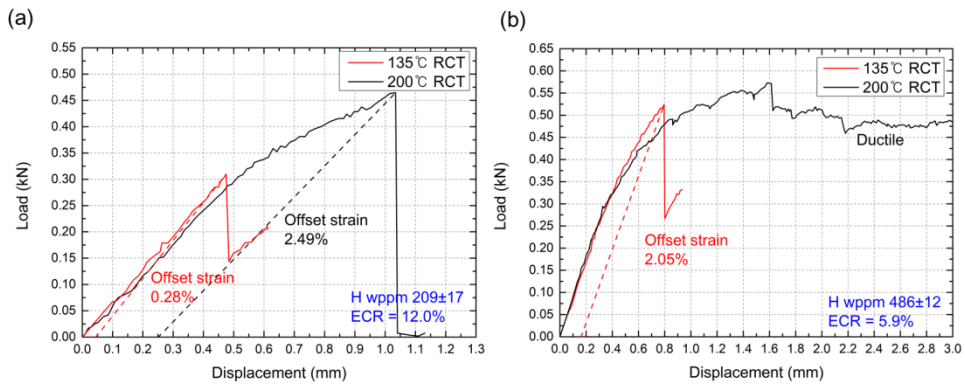 (a)
0.55
0.50
0.45
0.40
0.35
0.30
0.25
0.20
0.15
0.10
0.05
0.00
Load (kN)
135℃ RCT
200℃ RCT
Offset strain
2.49%
Offset strain
0.28%
H wppm 209±17
ECR = 12.0%
0.0 0.1 0.2 0.3 0.4 0.5 0.6 0.7 0.8 0.9 1.0 1.1 1.2 1.3
Displacement (mm)
(b)
0.65
0.60
0.55
0.50
0.45
0.40
0.35
0.30
0.25
0.20
0.15
0.10
0.05
0.00
Load (kN)
135℃ RCT
200℃ RCT
Ductile
Offset strain
2.05%
H wppm 486±12
ECR = 5.9%
0.0 0.2 0.4 0.6 0.8 1.0 1.2 1.4 1.6 1.8 2.0 2.2 2.4 2.6 2.8 3.0
Displacement (mm)